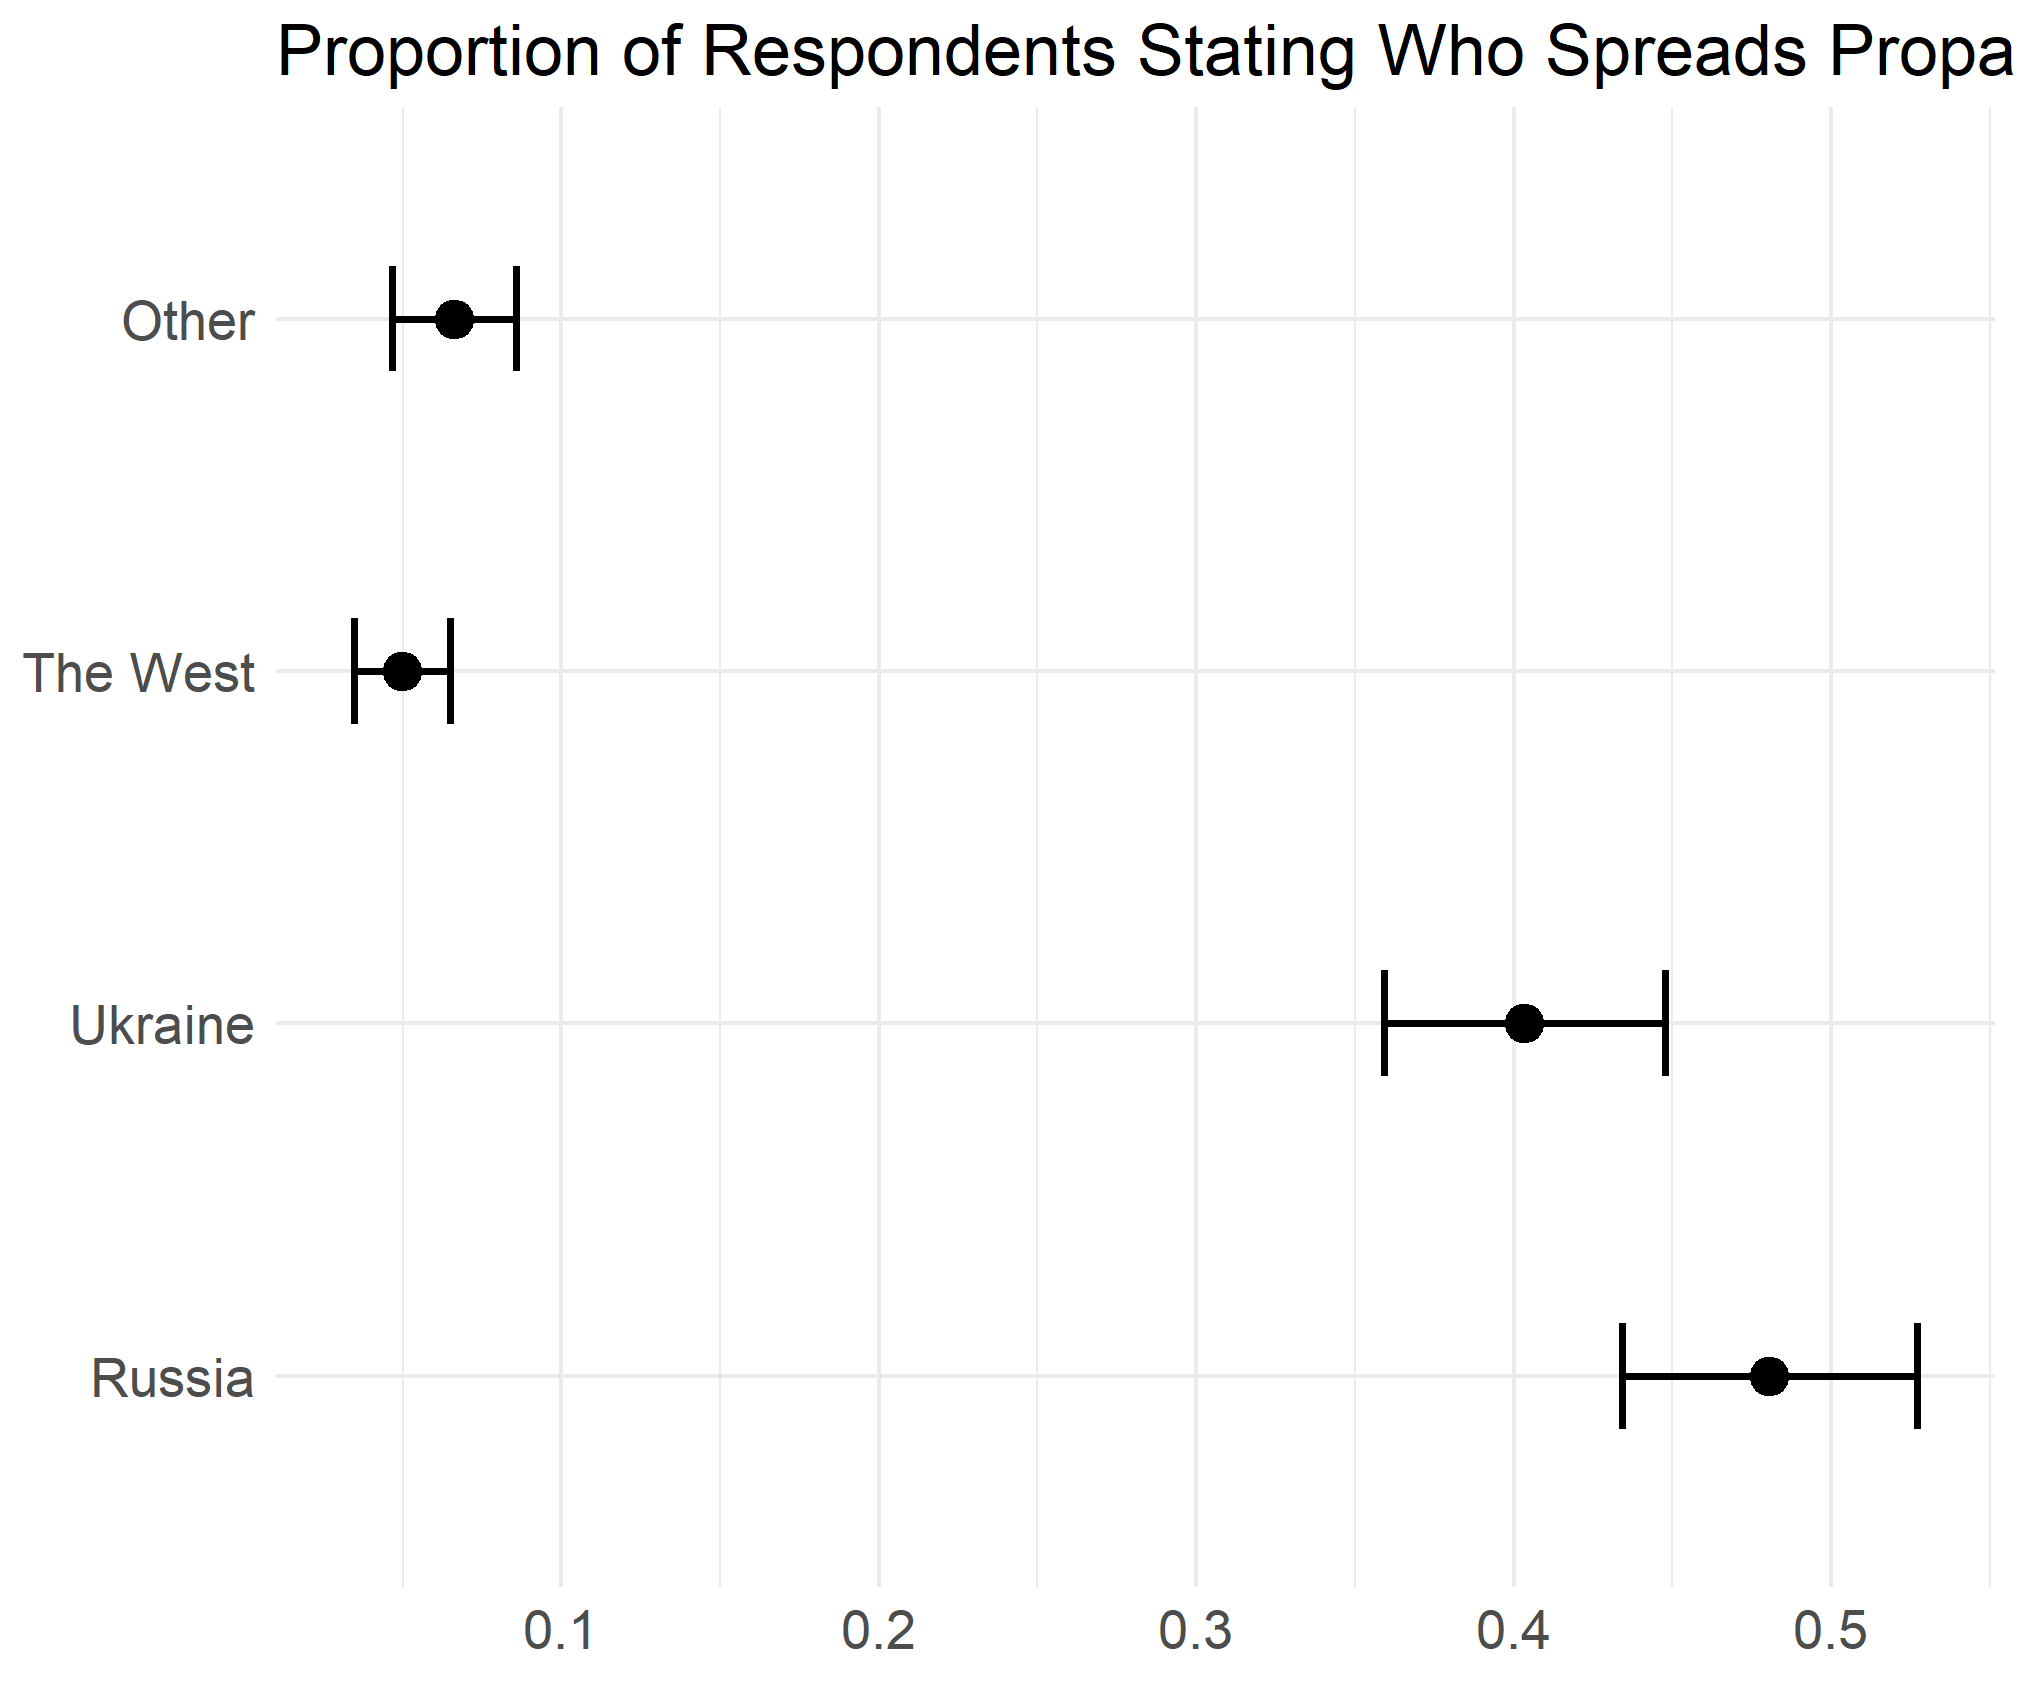 Proportion of Respondents Stating Who Spreads Propa
Other
The West
Ukraine
Russia
0.1 0.2 0.3 0.4 0.5